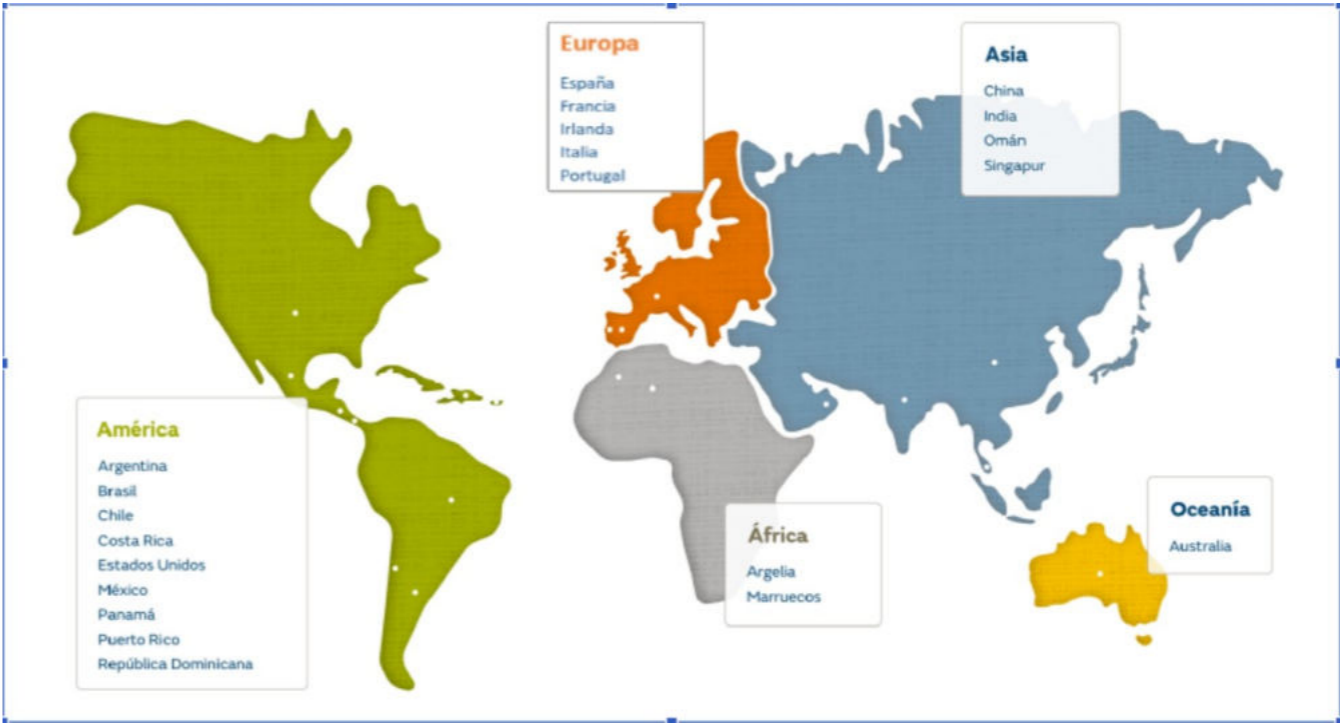 Europa
España
Francia
Irlanda
Italia
Portugal
Asia
China
India
Omán
Singapur
América
Argentina
Brasil
Chile
Costa Rica
Estados Unidos
México
Panamá
Puerto Rico
República Dominicana
África
Argelia
Marruecos
Oceanía
Australia